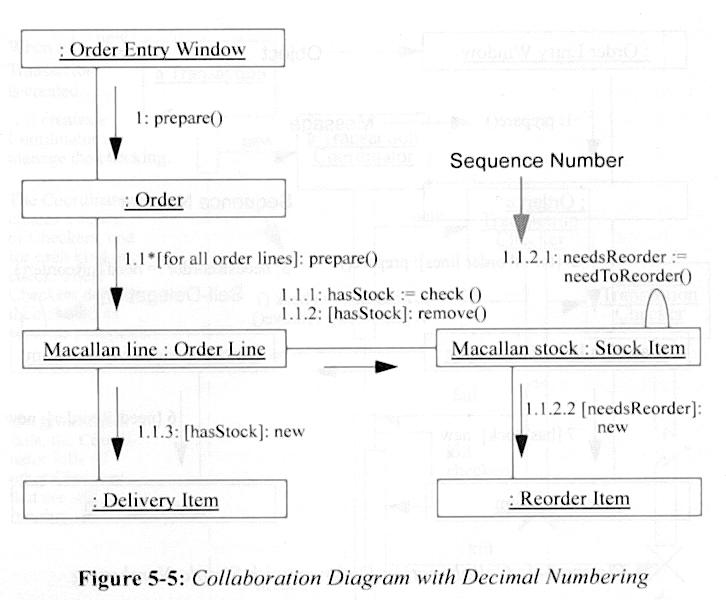 : Order Entry Window
1: prepare()
Sequence Number
: Order
1.1*[for all order lines]: prepare()
1.1.2.1: needsReorder :=
needToReorder()
1.1.1: hasStock := check ()
1.1.2: [hasStock]: remove()
Macallan line : Order Line
Macallan stock : Stock Item
1.1.3: [hasStock]: new
1.1.2.2 [needsReorder]:
new
: Delivery Item
: Reorder Item
Figure 5-5: Collaboration Diagram with Decimal Numbering